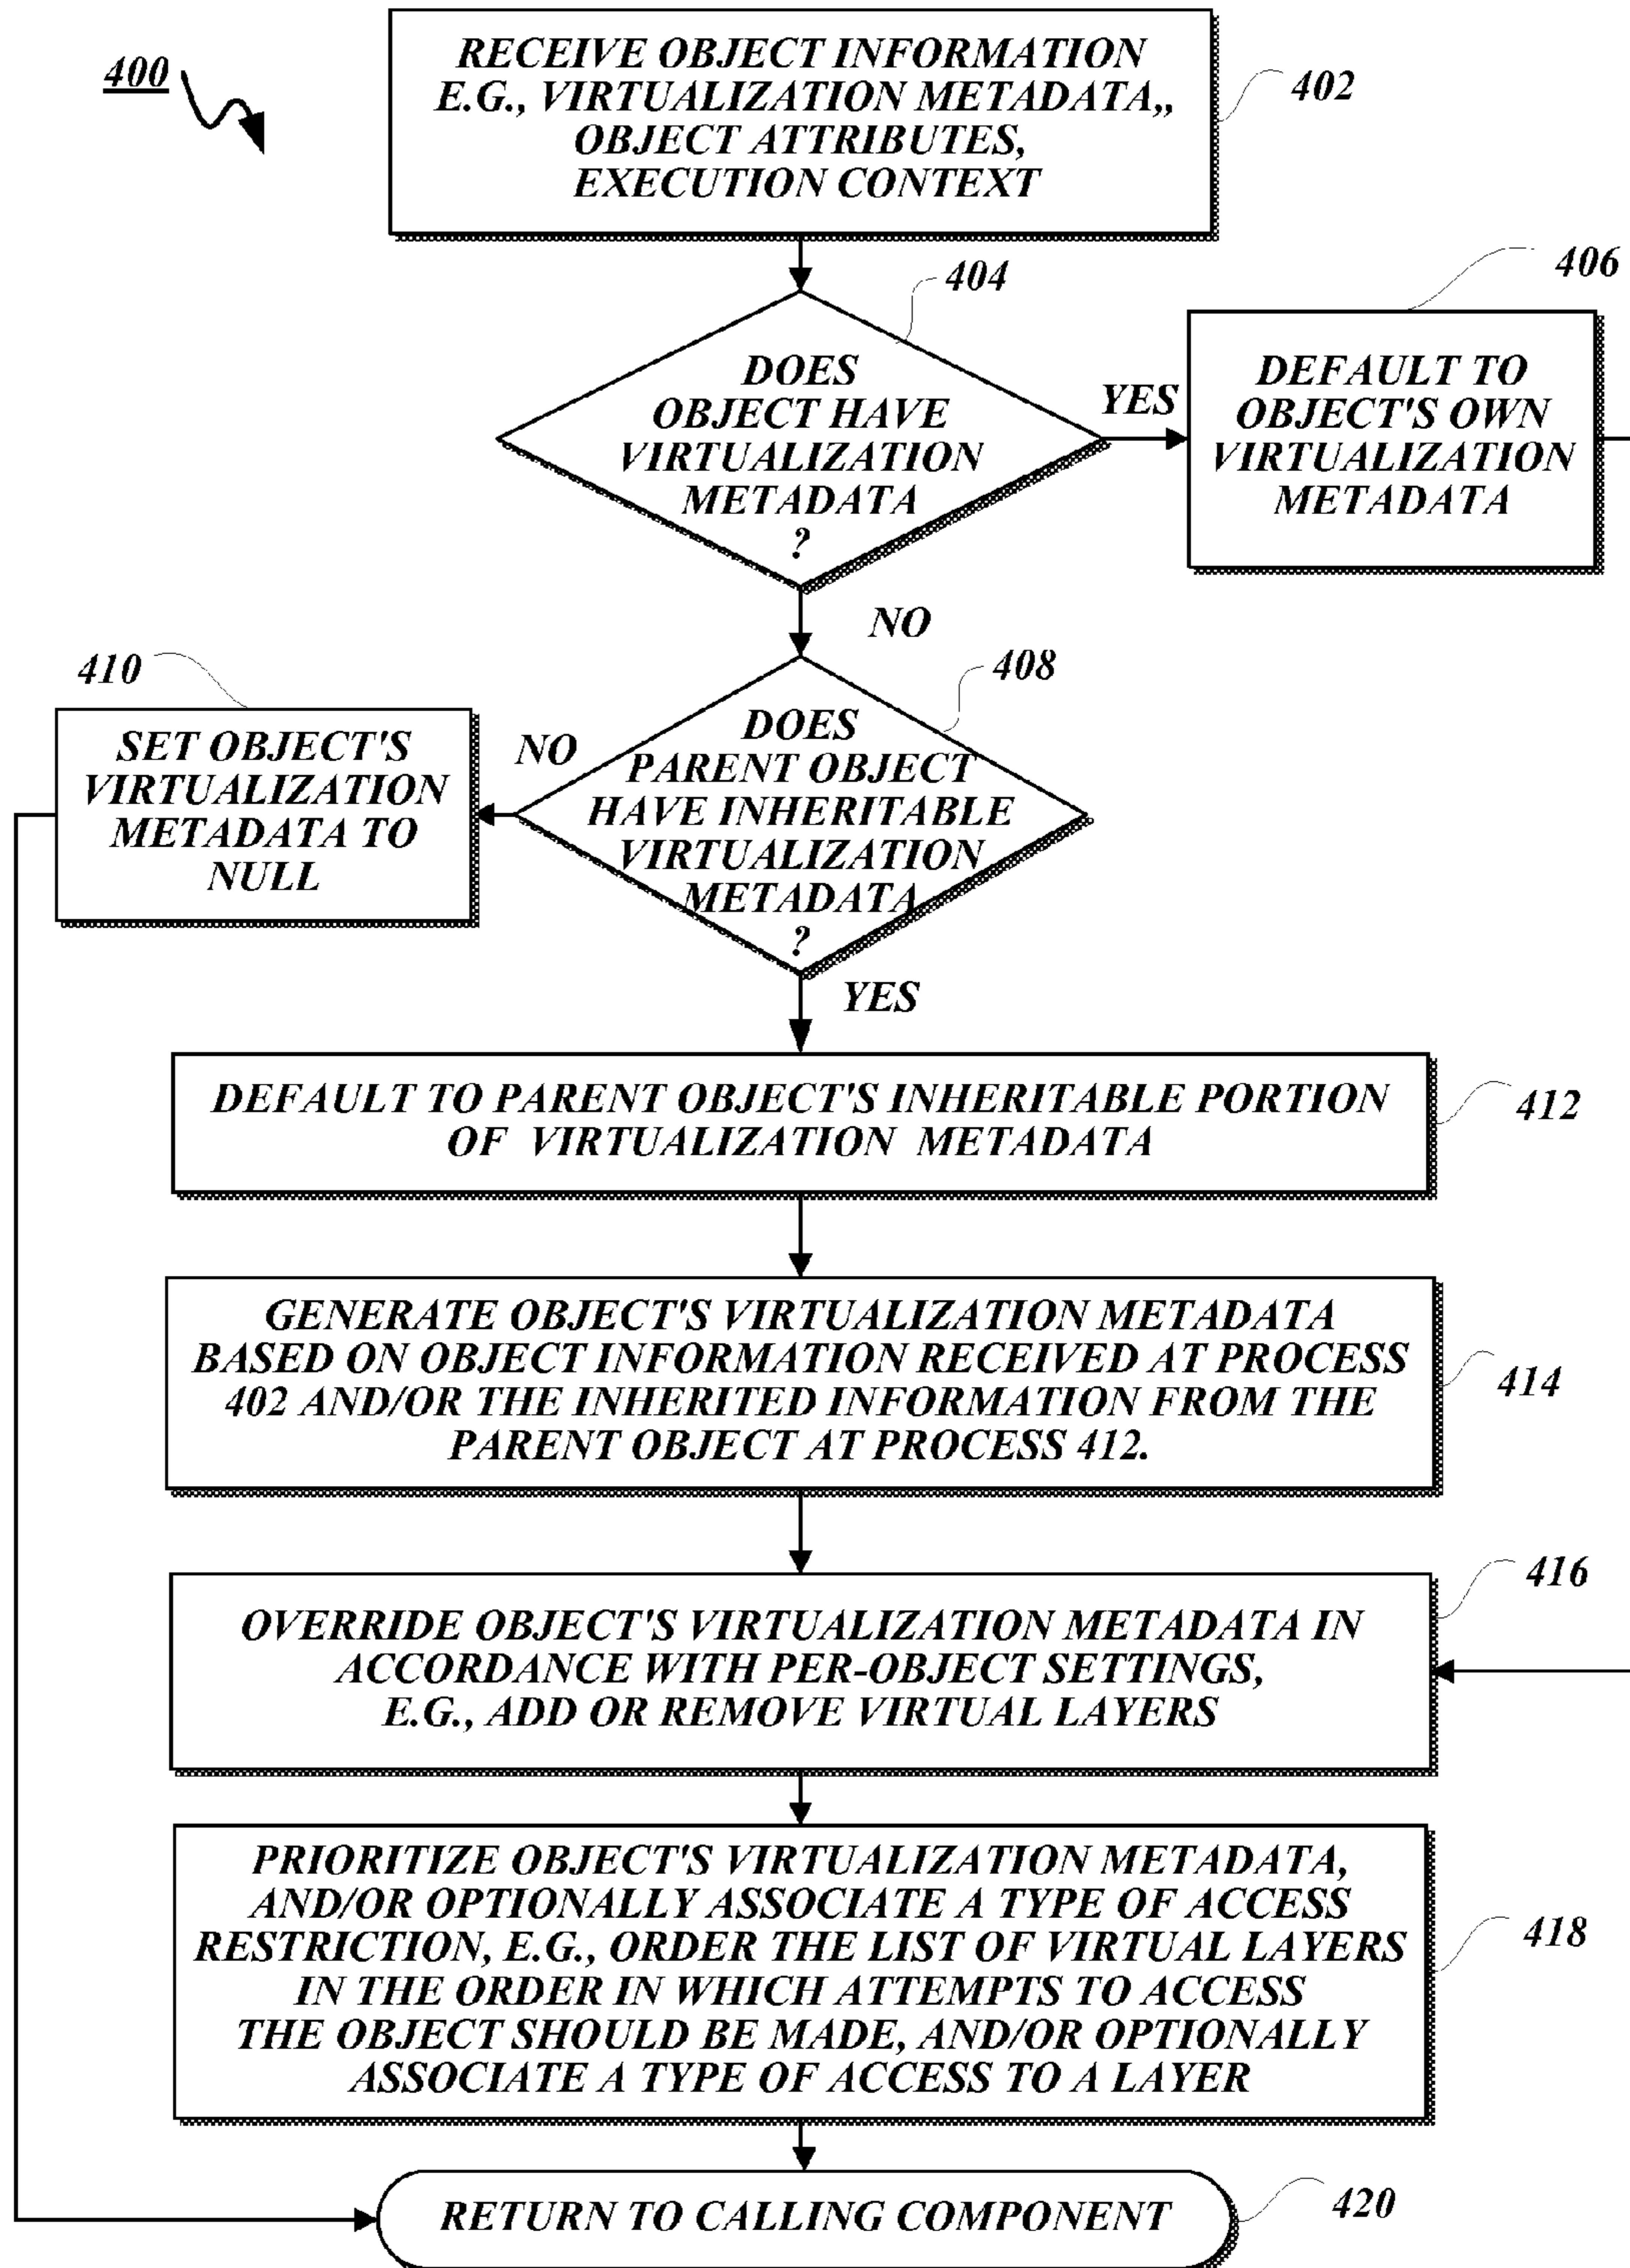 400
RECEIVE OBJECT INFORMATION
E.G., VIRTUALIZATION METADATA,,
OBJECT ATTRIBUTES,
EXECUTION CONTEXT
402
404
DOES
OBJECT HAVE
VIRTUALIZATION
METADATA
?
YES
406
DEFAULT TO
OBJECT'S OWN
VIRTUALIZATION
METADATA
NO
408
DOES
PARENT OBJECT
HAVE INHERITABLE
VIRTUALIZATION
METADATA
?
NO
410
SET OBJECT'S
VIRTUALIZATION
METADATA TO
NULL
YES
DEFAULT TO PARENT OBJECT'S INHERITABLE PORTION
OF VIRTUALIZATION METADATA
412
GENERATE OBJECT'S VIRTUALIZATION METADATA
BASED ON OBJECT INFORMATION RECEIVED AT PROCESS
402 AND/OR THE INHERITED INFORMATION FROM THE
PARENT OBJECT AT PROCESS 412.
414
OVERRIDE OBJECT'S VIRTUALIZATION METADATA IN
ACCORDANCE WITH PER-OBJECT SETTINGS,
E.G., ADD OR REMOVE VIRTUAL LAYERS
416
PRIORITIZE OBJECT'S VIRTUALIZATION METADATA,
AND/OR OPTIONALLY ASSOCIATE A TYPE OF ACCESS
RESTRICTION, E.G., ORDER THE LIST OF VIRTUAL LAYERS
IN THE ORDER IN WHICH ATTEMPTS TO ACCESS
THE OBJECT SHOULD BE MADE, AND/OR OPTIONALLY
ASSOCIATE A TYPE OF ACCESS TO A LAYER
418
RETURN TO CALLING COMPONENT
420